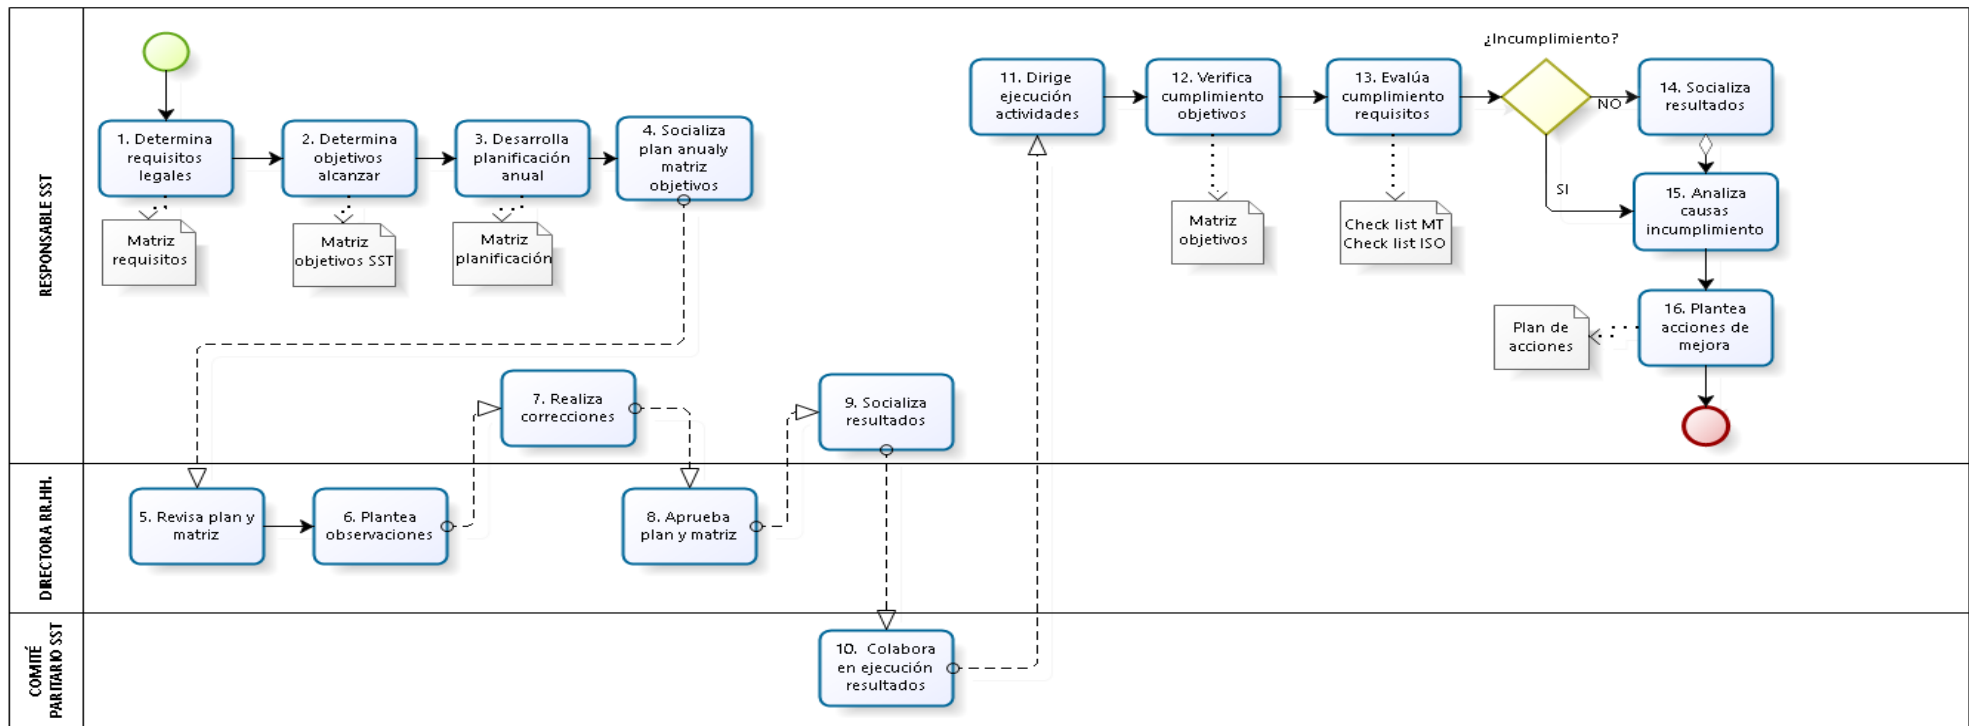 RESPONSABLE SST
1. Determina
requisitos
legales
2. Determina
objetivos
alcanzar
3. Desarrolla
planificación
anual
4. Socializa
plan anualy
matriz
objetivos
Matriz
requisitos
Matriz
objetivos SST
Matriz
planificación
7. Realiza
correcciones
9. Socializa
resultados
11. Dirige
ejecución
actividades
12. Verifica
cumplimiento
objetivos
13. Evalúa
cumplimiento
requisitos
¿Incumplimiento?
NO
SI
14. Socializa
resultados
Matriz
objetivos
Check list MT
Check list ISO
15. Analiza
causas
incumplimiento
16. Plantea
acciones de
mejora
Plan de
acciones
DIRECTORA RR.HH.
5. Revisa plan y
matriz
6. Plantea
observaciones
8. Aprueba
plan y matriz
COMITÉ
PARITARIO SST
10. Colabora
en ejecución
resultados